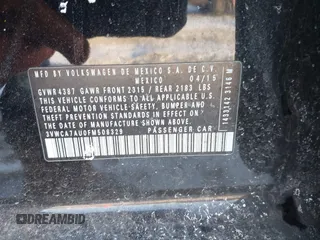 MFD BY VOLKSWAGEN DE MEXICO S.A. DE C.V.
IN MEXICO 04/15
GVWR 4387 GAWR FRONT 2315 / REAR 2183 LBS
THIS VEHICLE CONFORMS TO ALL APPLICABLE U.S.
FEDERAL MOTOR VEHICLE SAFETY, BUMPER AND
THEFT PREVENTION STANDARDS IN EFFECT
ON THE DATE OF MANUFACTURE SHOWN ABOVE
PASSENGER CAR
DREAMBID